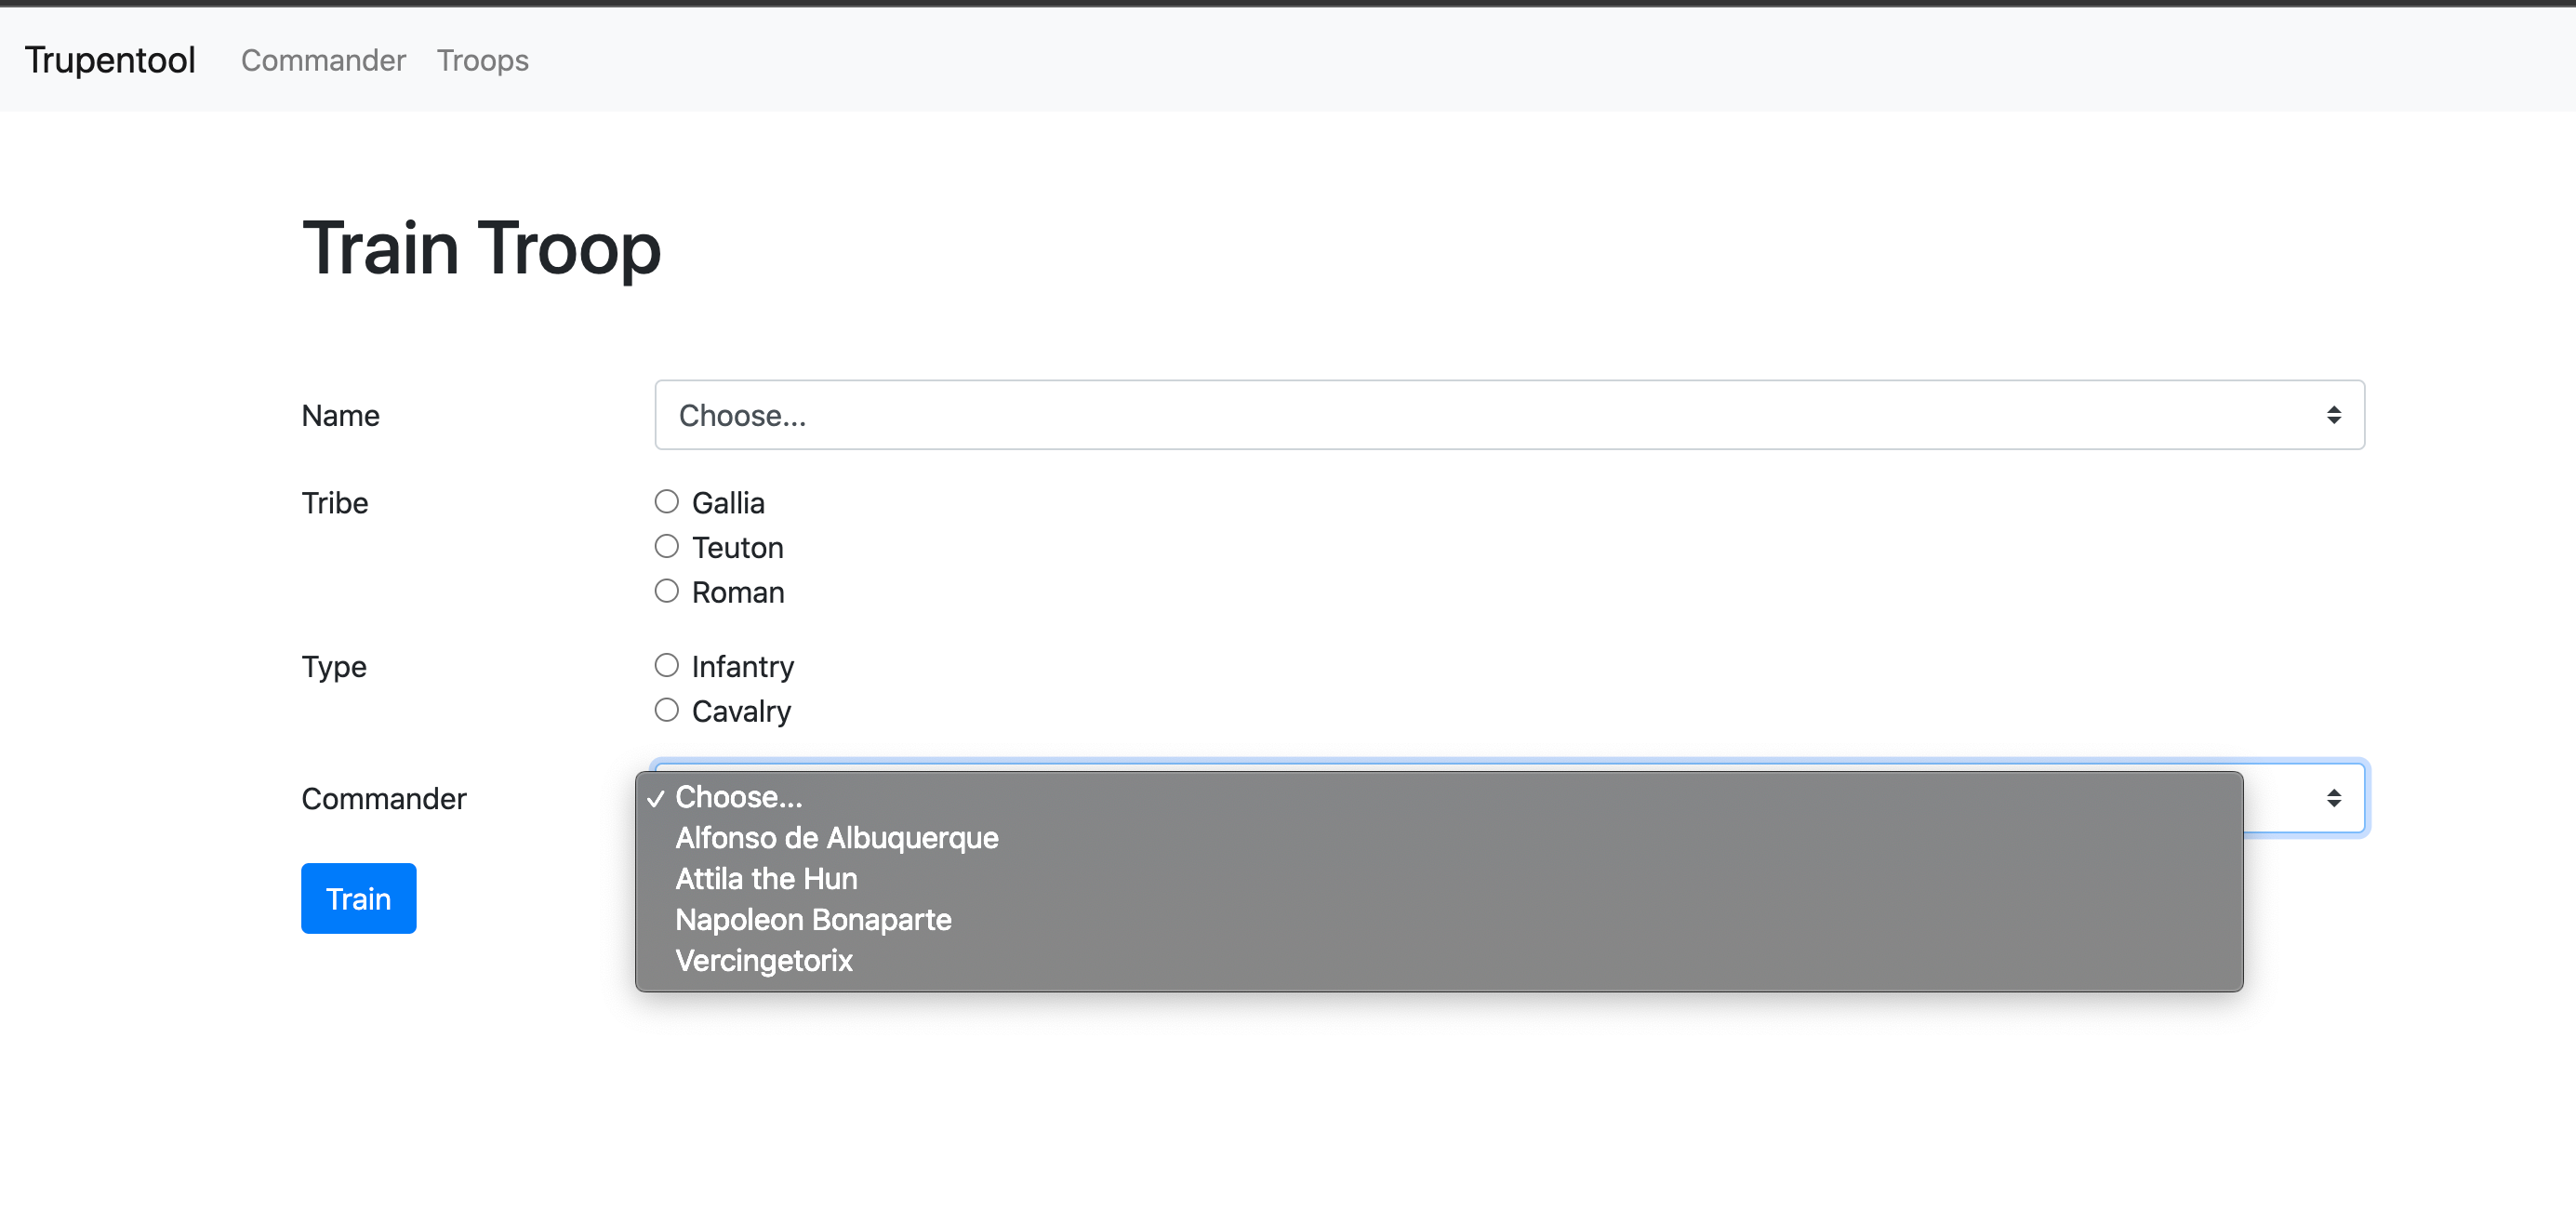 Trupentool Commander Troops
Train Troop
Name Choose...
Tribe Gallia
Teuton
Roman
Type Infantry
Cavalry
Commander ✓ Choose...
Alfonso de Albuquerque
Attila the Hun
Napoleon Bonaparte
Vercingetorix
Train